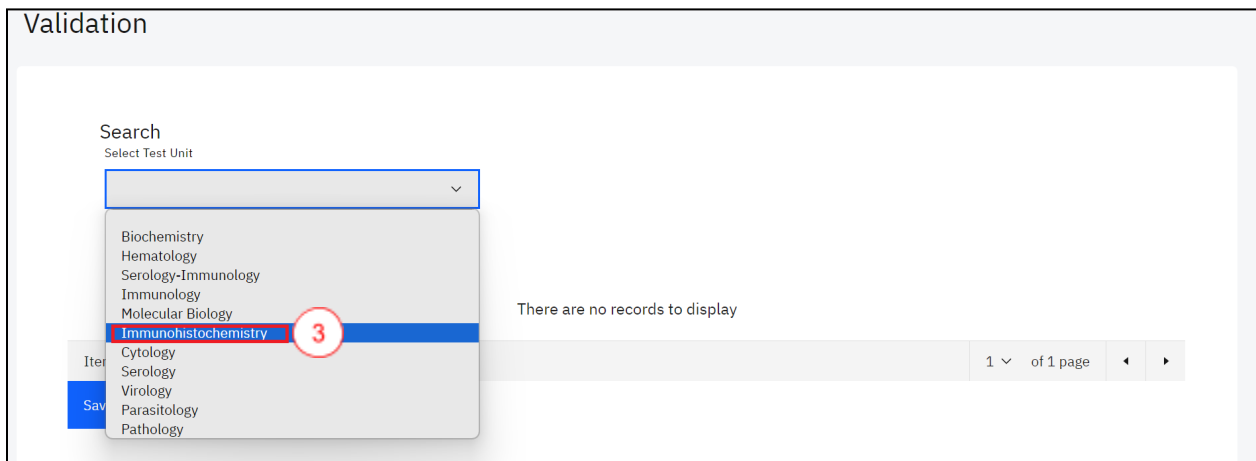 Validation
Search
Select Test Unit
Biochemistry
Hematology
Serology-Immunology
Immunology
Molecular Biology
There are no records to display
Immunohistochemistry
3
Cytology
Serology
1 of 1 page
Virology
Parasitology
Pathology